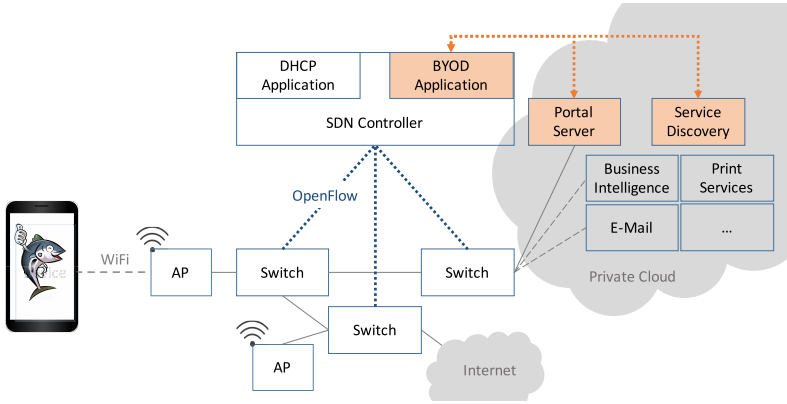 DHCP
Application
BYOD
Application
SDN Controller
Portal
Server
Service
Discovery
Business
Intelligence
Print
Services
E-Mail
...
Private Cloud
OpenFlow
WiFi
AP
Switch
Switch
Switch
AP
Internet